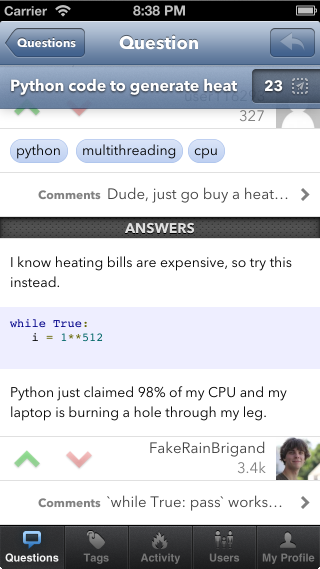 Carrier 8:38 PM
Questions Question
Python code to generate heat 23
327
python multithreading cpu
Comments Dude, just go buy a heat…
ANSWERS
I know heating bills are expensive, so try this
instead.
while True:
i = 1**512
Python just claimed 98% of my CPU and my
laptop is burning a hole through my leg.
FakeRainBrigand
3.4k
Comments `while True: pass` works…
Questions Tags Activity Users My Profile